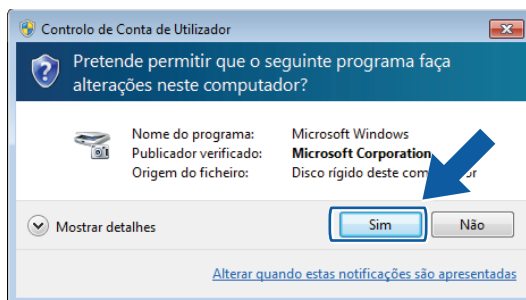 Controlo de Conta de Utilizador
Pretende permitir que o seguinte programa faça
alterações neste computador?
Nome do programa: Microsoft Windows
Publicador verificado: Microsoft Corporation
Origem do ficheiro: Disco rígido deste
Mostrar detalhes
Sim Não
Alterar quando estas notificações são apresentadas